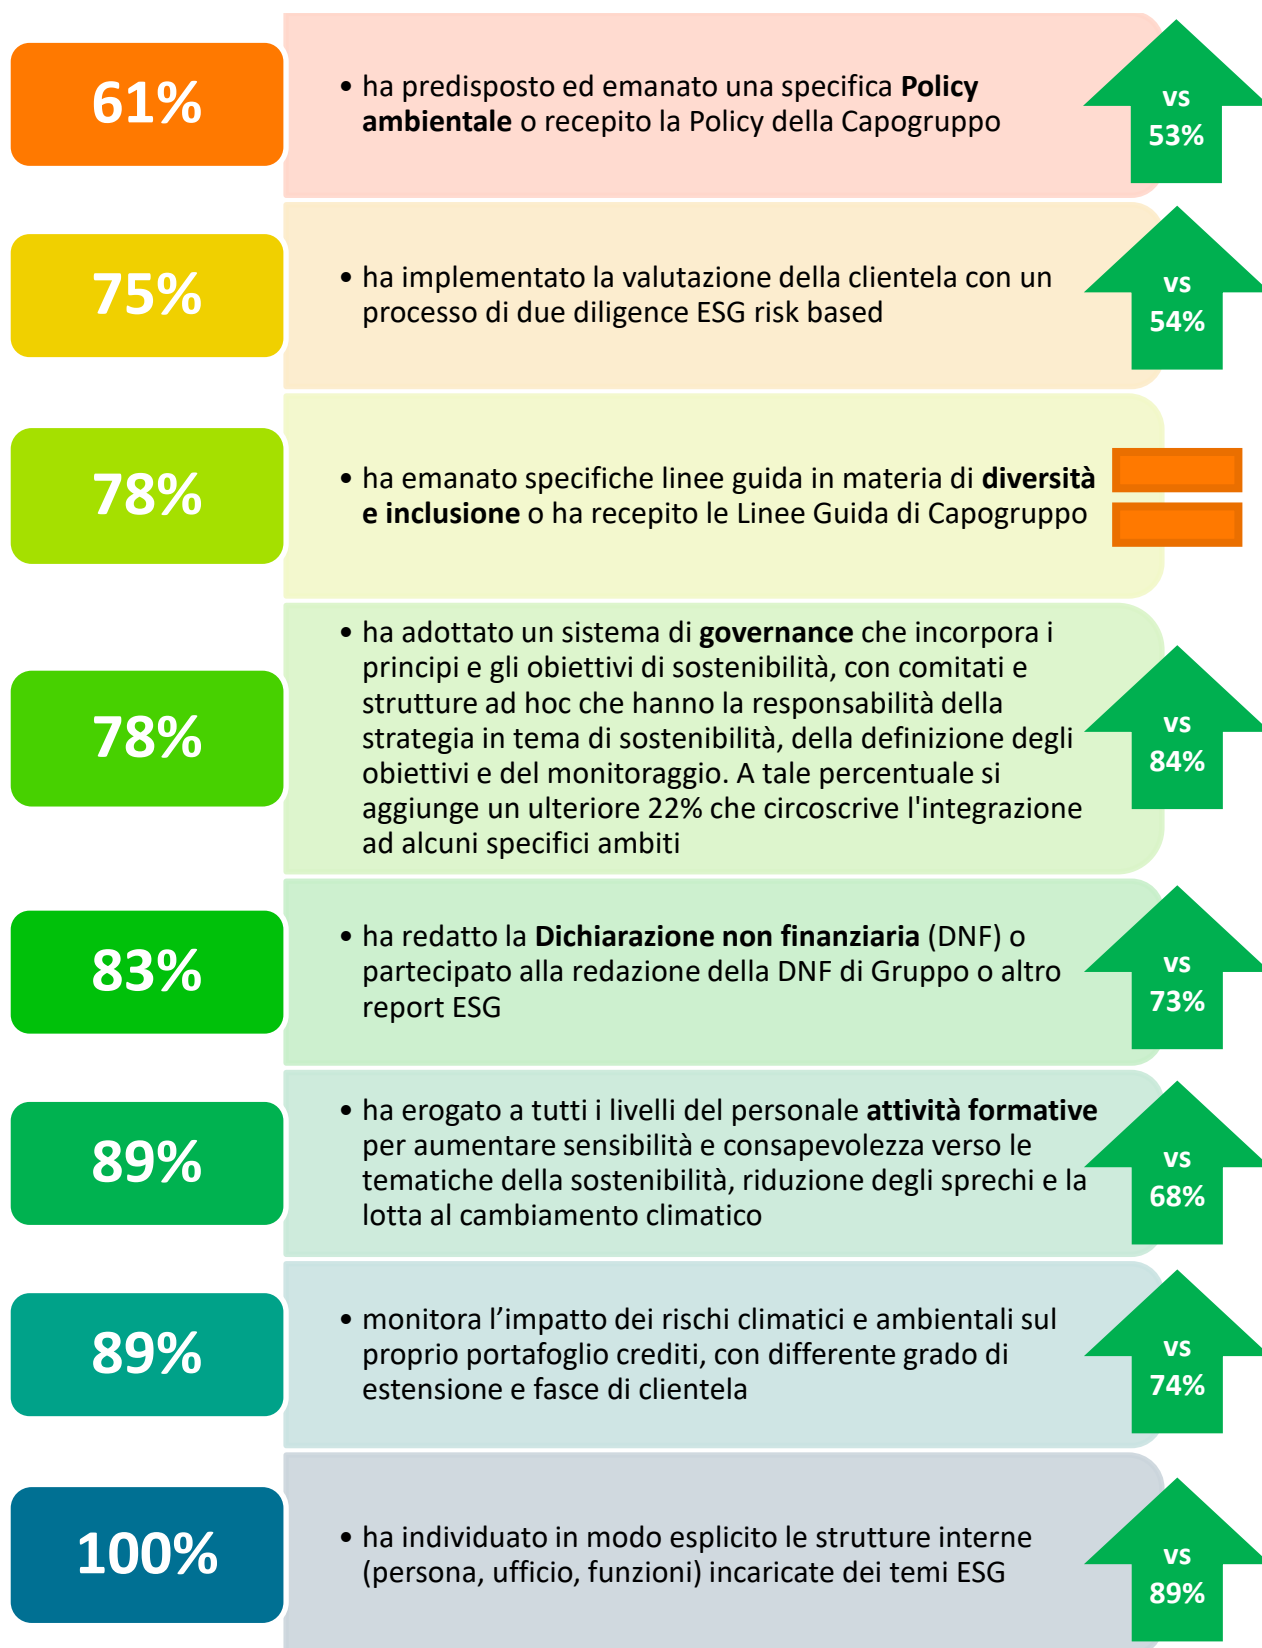 61%
• ha predisposto ed emanato una specifica Policy
ambientale o recepito la Policy della Capogruppo
vs
53%
75%
• ha implementato la valutazione della clientela con un
processo di due diligence ESG risk based
vs
54%
78%
• ha emanato specifiche linee guida in materia di diversità
e inclusione o ha recepito le Linee Guida di Capogruppo
78%
• ha adottato un sistema di governance che incorpora i
principi e gli obiettivi di sostenibilità, con comitati e
strutture ad hoc che hanno la responsabilità della
strategia in tema di sostenibilità, della definizione degli
obiettivi e del monitoraggio. A tale percentuale si
aggiunge un ulteriore 22% che circoscrive l'integrazione
ad alcuni specifici ambiti
vs
84%
83%
• ha redatto la Dichiarazione non finanziaria (DNF) o
partecipato alla redazione della DNF di Gruppo o altro
report ESG
vs
73%
89%
• ha erogato a tutti i livelli del personale attività formative
per aumentare sensibilità e consapevolezza verso le
tematiche della sostenibilità, riduzione degli sprechi e la
lotta al cambiamento climatico
vs
68%
89%
• monitora l’impatto dei rischi climatici e ambientali sul
proprio portafoglio crediti, con differente grado di
estensione e fasce di clientela
vs
74%
100%
• ha individuato in modo esplicito le strutture interne
(persona, ufficio, funzioni) incaricate dei temi ESG
vs
89%